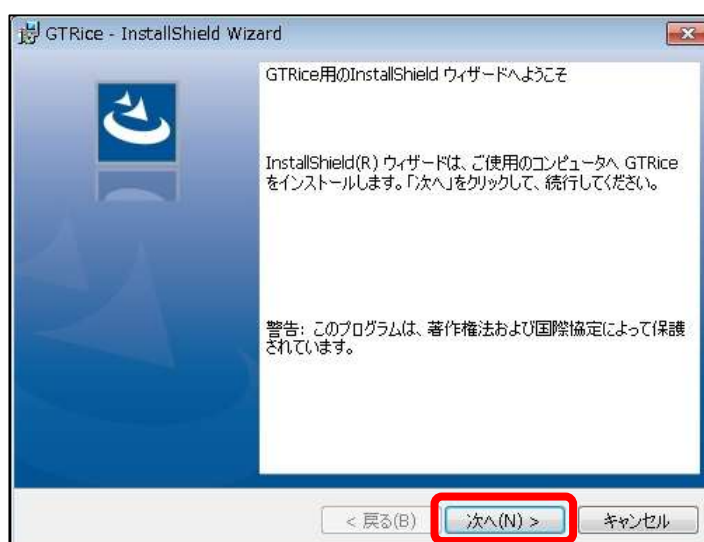 GTRice - InstallShield Wizard
GTRice用のInstallShield ウィザードへようこそ
InstallShield(R) ウィザードは、ご使用のコンピュータへ GTRice
をインストールします。「次へ」をクリックして、続行してください。
警告: このプログラムは、著作権法および国際協定によって保護
されています。
< 戻る(B)
次へ(N) >
キャンセル